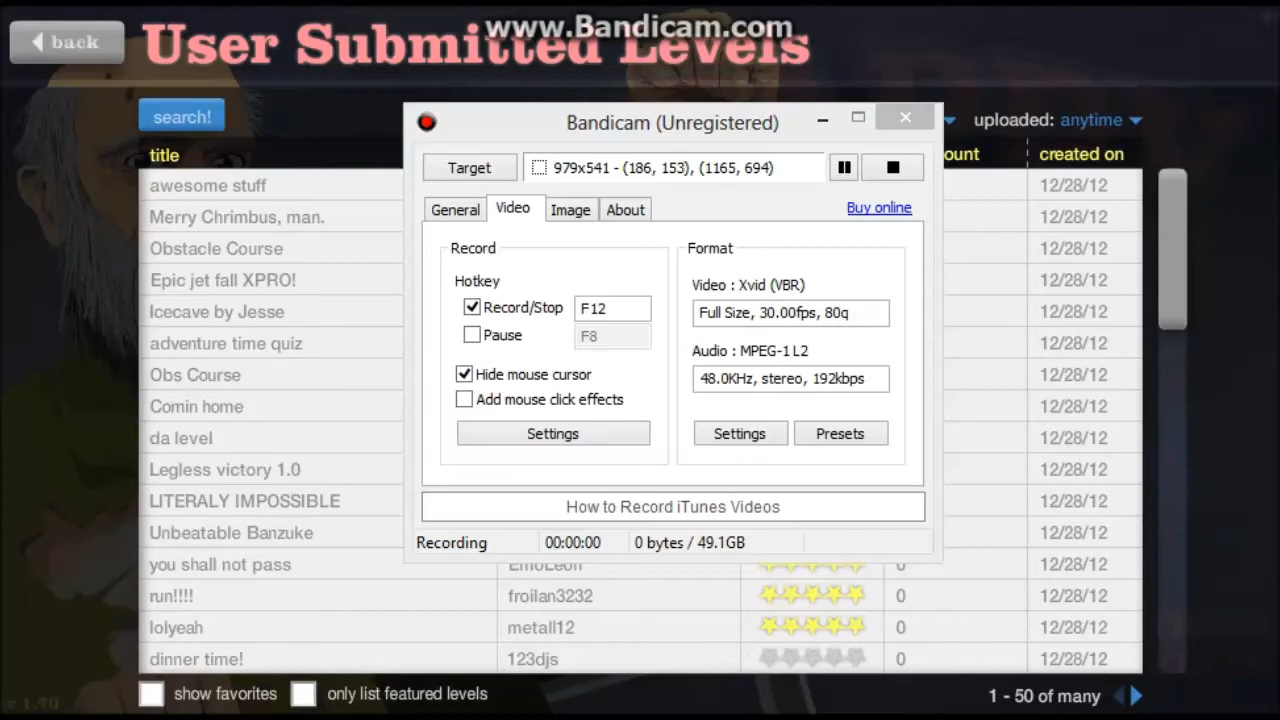 www.Bandicam.com
back
User Submitted Levels
search!
uploaded: anytime
title
ount
created on
Bandicam (Unregistered)
Target
979x541 - (186, 153), (1165, 694)
General
Video
Image
About
Buy online
Record
Hotkey
Record/Stop
F12
Pause
F8
Hide mouse cursor
Add mouse click effects
Settings
Format
Video : Xvid (VBR)
Full Size, 30.00fps, 80q
Audio : MPEG-1 L2
48.0KHz, stereo, 192kbps
Settings
Presets
How to Record iTunes Videos
Recording
00:00:00
0 bytes / 49.1GB
awesome stuff 12/28/12
Merry Chrimbus, man. 12/28/12
Obstacle Course 12/28/12
Epic jet fall XPRO! 12/28/12
Icecave by Jesse 12/28/12
adventure time quiz 12/28/12
Obs Course 12/28/12
Comin home 12/28/12
da level 12/28/12
Legless victory 1.0 12/28/12
LITERALY IMPOSSIBLE 12/28/12
Unbeatable Banzuke 12/28/12
you shall not pass EmoLeon 0 12/28/12
run!!!! froilan3232 0 12/28/12
lolyeah metall12 0 12/28/12
dinner time! 123djs 0 12/28/12
show favorites
only list featured levels
1 - 50 of many
v 1.70